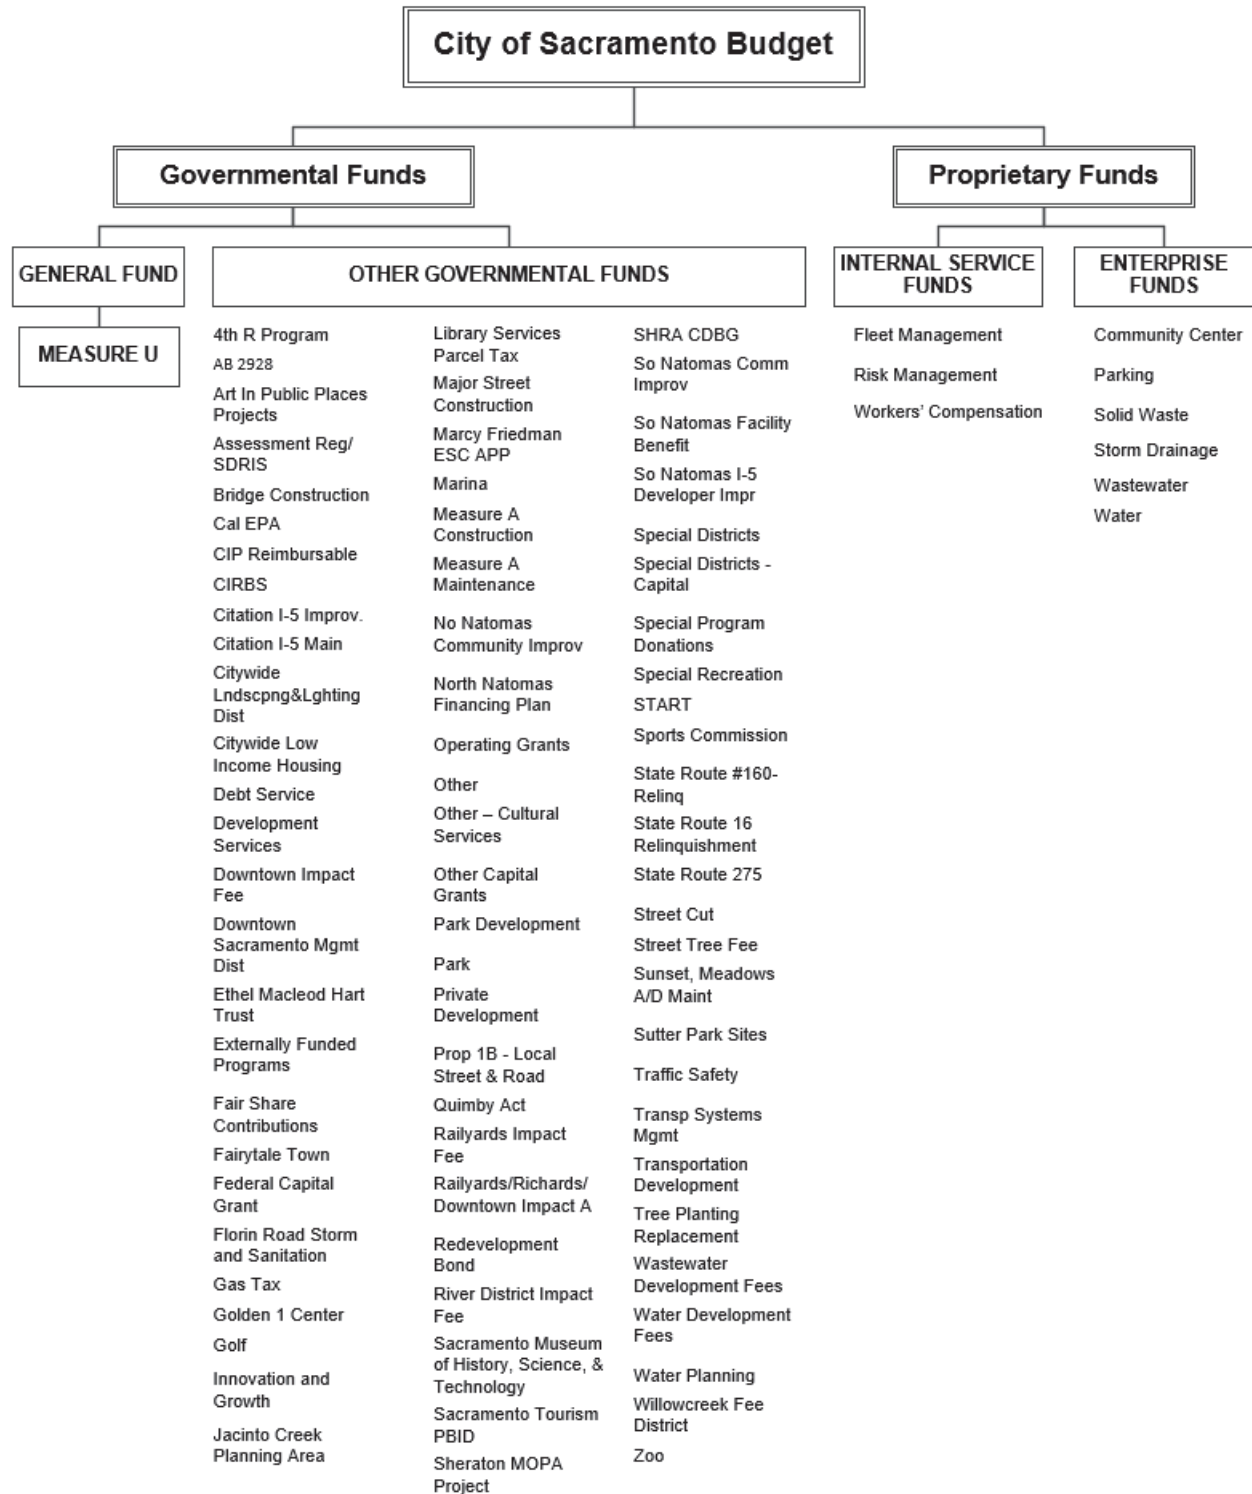 City of Sacramento Budget
Governmental Funds
Proprietary Funds
GENERAL FUND
MEASURE U
OTHER GOVERNMENTAL FUNDS
4th R Program
AB 2928
Art In Public Places
Projects
Assessment Reg/
SDRIS
Bridge Construction
Cal EPA
CIP Reimbursable
CIRBS
Citation I-5 Improv.
Citation I-5 Main
Citywide
Lndscpng&Lghting
Dist
Citywide Low
Income Housing
Debt Service
Development
Services
Downtown Impact
Fee
Downtown
Sacramento Mgmt
Dist
Ethel Macleod Hart
Trust
Externally Funded
Programs
Fair Share
Contributions
Fairytale Town
Federal Capital
Grant
Florin Road Storm
and Sanitation
Gas Tax
Golden 1 Center
Golf
Innovation and
Growth
Jacinto Creek
Planning Area
Library Services
Parcel Tax
Major Street
Construction
Marcy Friedman
ESC APP
Marina
Measure A
Construction
Measure A
Maintenance
No Natomas
Community Improv
North Natomas
Financing Plan
Operating Grants
Other
Other – Cultural
Services
Other Capital
Grants
Park Development
Park
Private
Development
Prop 1B - Local
Street & Road
Quimby Act
Railyards Impact
Fee
Railyards/Richards/
Downtown Impact A
Redevelopment
Bond
River District Impact
Fee
Sacramento Museum
of History, Science, &
Technology
Sacramento Tourism
PBID
Sheraton MOPA
Project
SHRA CDBG
So Natomas Comm
Improv
So Natomas Facility
Benefit
So Natomas I-5
Developer Impr
Special Districts
Special Districts -
Capital
Special Program
Donations
Special Recreation
START
Sports Commission
State Route #160-
Relinq
State Route 16
Relinquishment
State Route 275
Street Cut
Street Tree Fee
Sunset, Meadows
A/D Maint
Sutter Park Sites
Traffic Safety
Transp Systems
Mgmt
Transportation
Development
Tree Planting
Replacement
Wastewater
Development Fees
Water Development
Fees
Water Planning
Willowcreek Fee
District
Zoo
INTERNAL SERVICE
FUNDS
Fleet Management
Risk Management
Workers’ Compensation
ENTERPRISE
FUNDS
Community Center
Parking
Solid Waste
Storm Drainage
Wastewater
Water